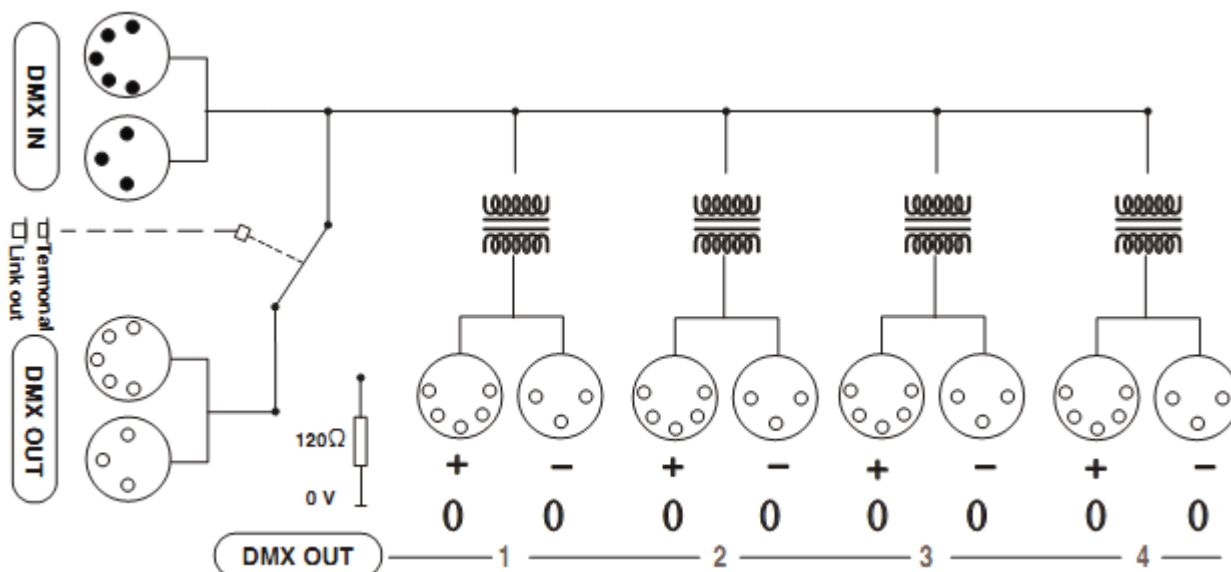 DMX IN
Termonal
Link out
DMX OUT
120Ω
0 V
+ − + − + − + −
0 0 0 0 0 0 0 0
DMX OUT 1 2 3 4